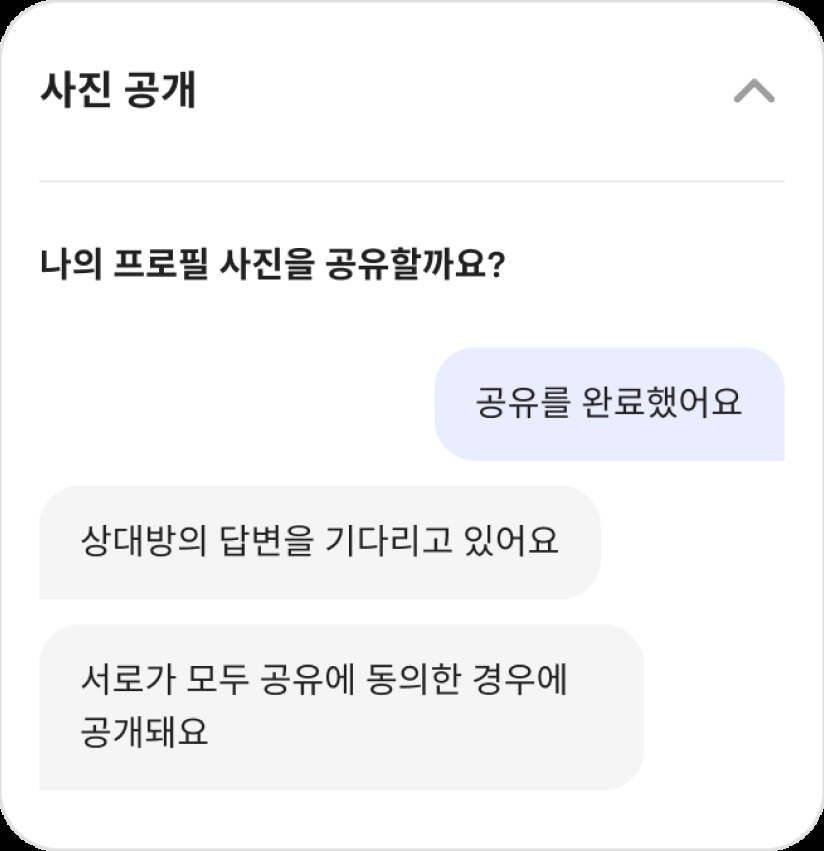 사진 공개
나의 프로필 사진을 공유할까요?
공유를 완료했어요
상대방의 답변을 기다리고 있어요
서로가 모두 공유에 동의한 경우에
공개돼요